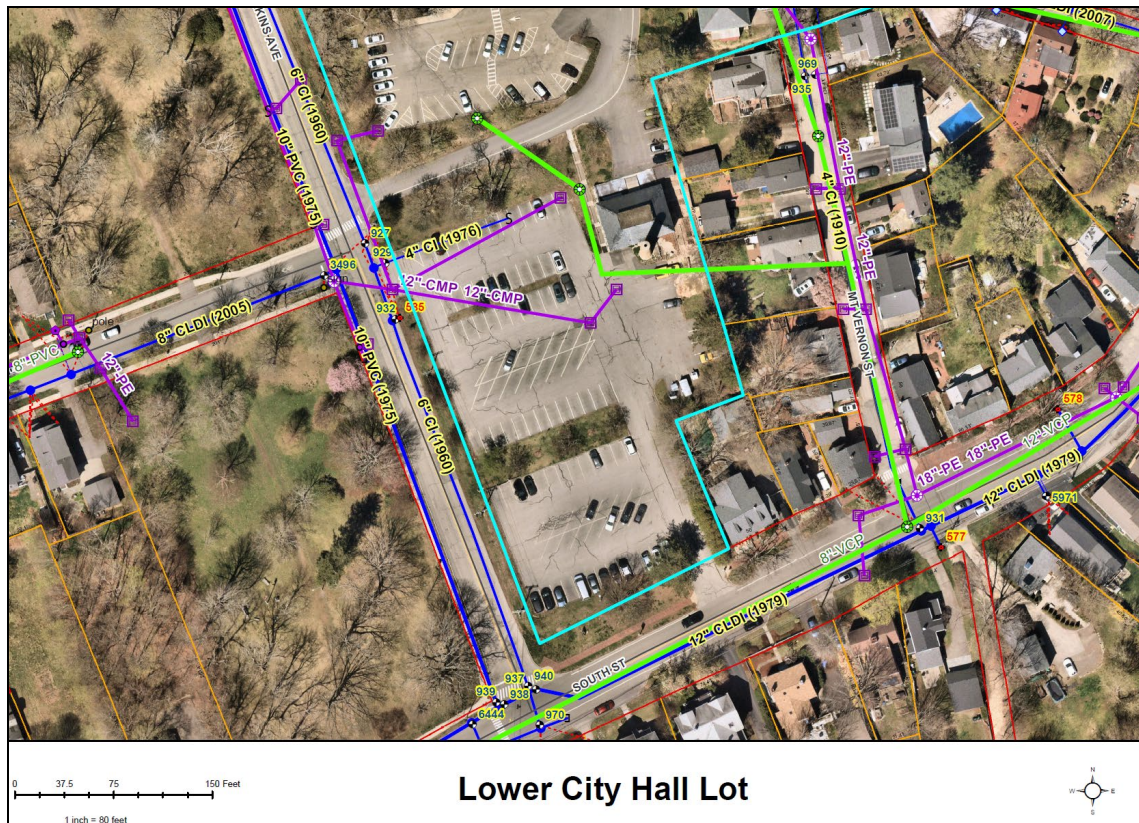 KINS AVE
6" CI (1960)
(2007)
969
935
12"-PE
4" CI (1910)
10" PVC (1975)
927
929
4" CI (1976)
S
3496
12"-CMP 12"-CMP
12"-PE
932
pole
8" CLDI (2005)
8"-PVC
12"-PE
MT VERNON ST
10" PVC (1975)
6" CI (1960)
578
12"-VCP
18"-PE 18"-PE
12" CLDI (1979)
5971
931
577
8"-VCP
12" CLDI (1979)
SOUTH ST
937
940
939
938
6444
970
0 37.5 75 150 Feet
1 inch = 80 feet
Lower City Hall Lot
N
W E
S